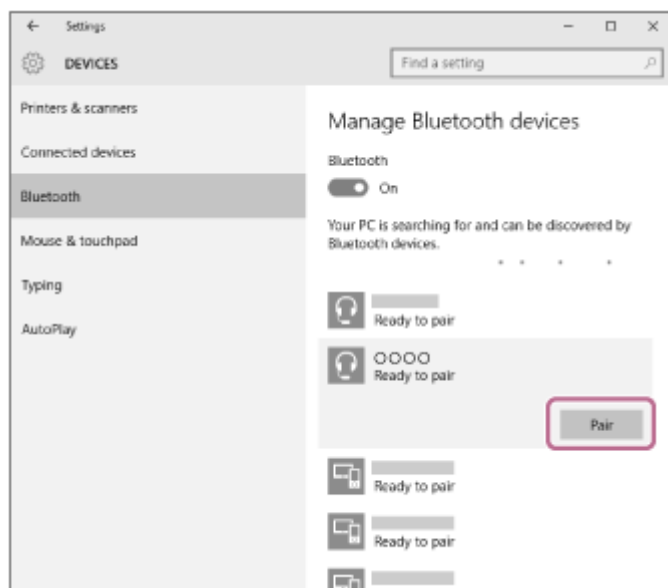 Settings
DEVICES
Find a setting
Printers & scanners
Connected devices
Bluetooth
Mouse & touchpad
Typing
AutoPlay
Manage Bluetooth devices
Bluetooth
On
Your PC is searching for and can be discovered by
Bluetooth devices.
Ready to pair
OOOO
Ready to pair
Pair
Ready to pair
Ready to pair